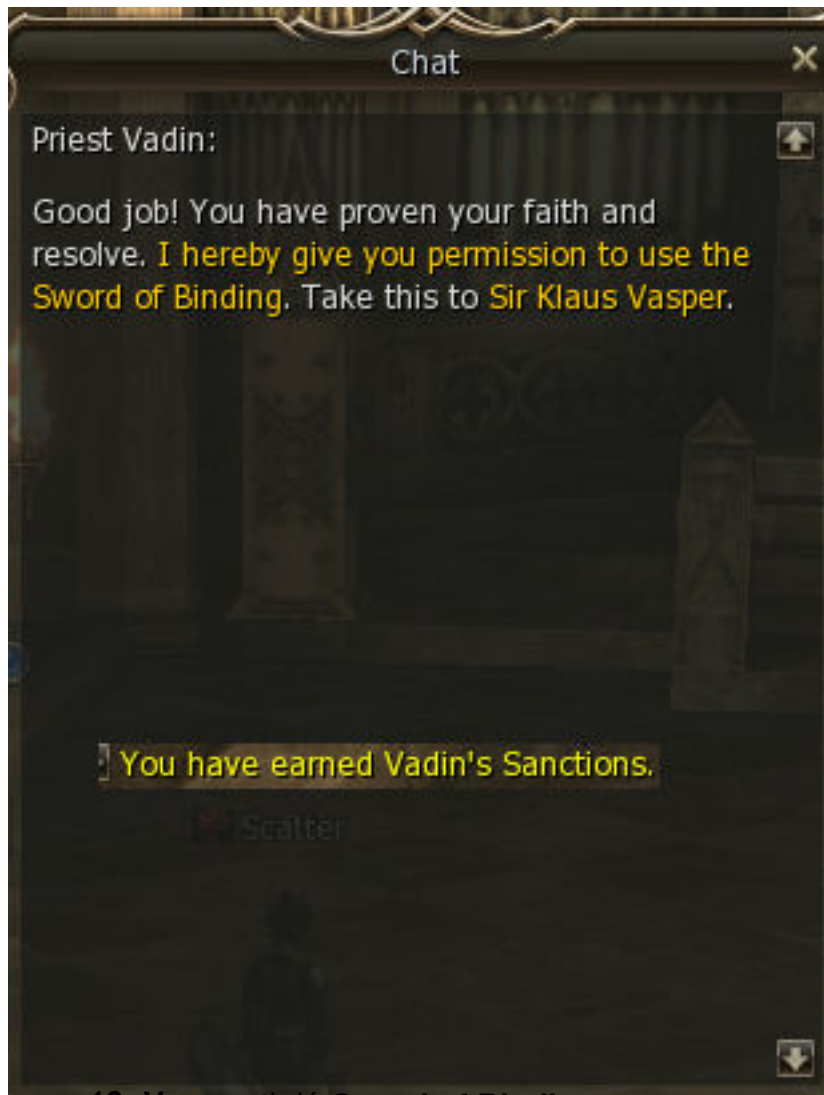 Chat
Priest Vadin:
Good job! You have proven your faith and
resolve. I hereby give you permission to use the
Sword of Binding. Take this to Sir Klaus Vasper.
You have earned Vadin's Sanctions.
Scatter